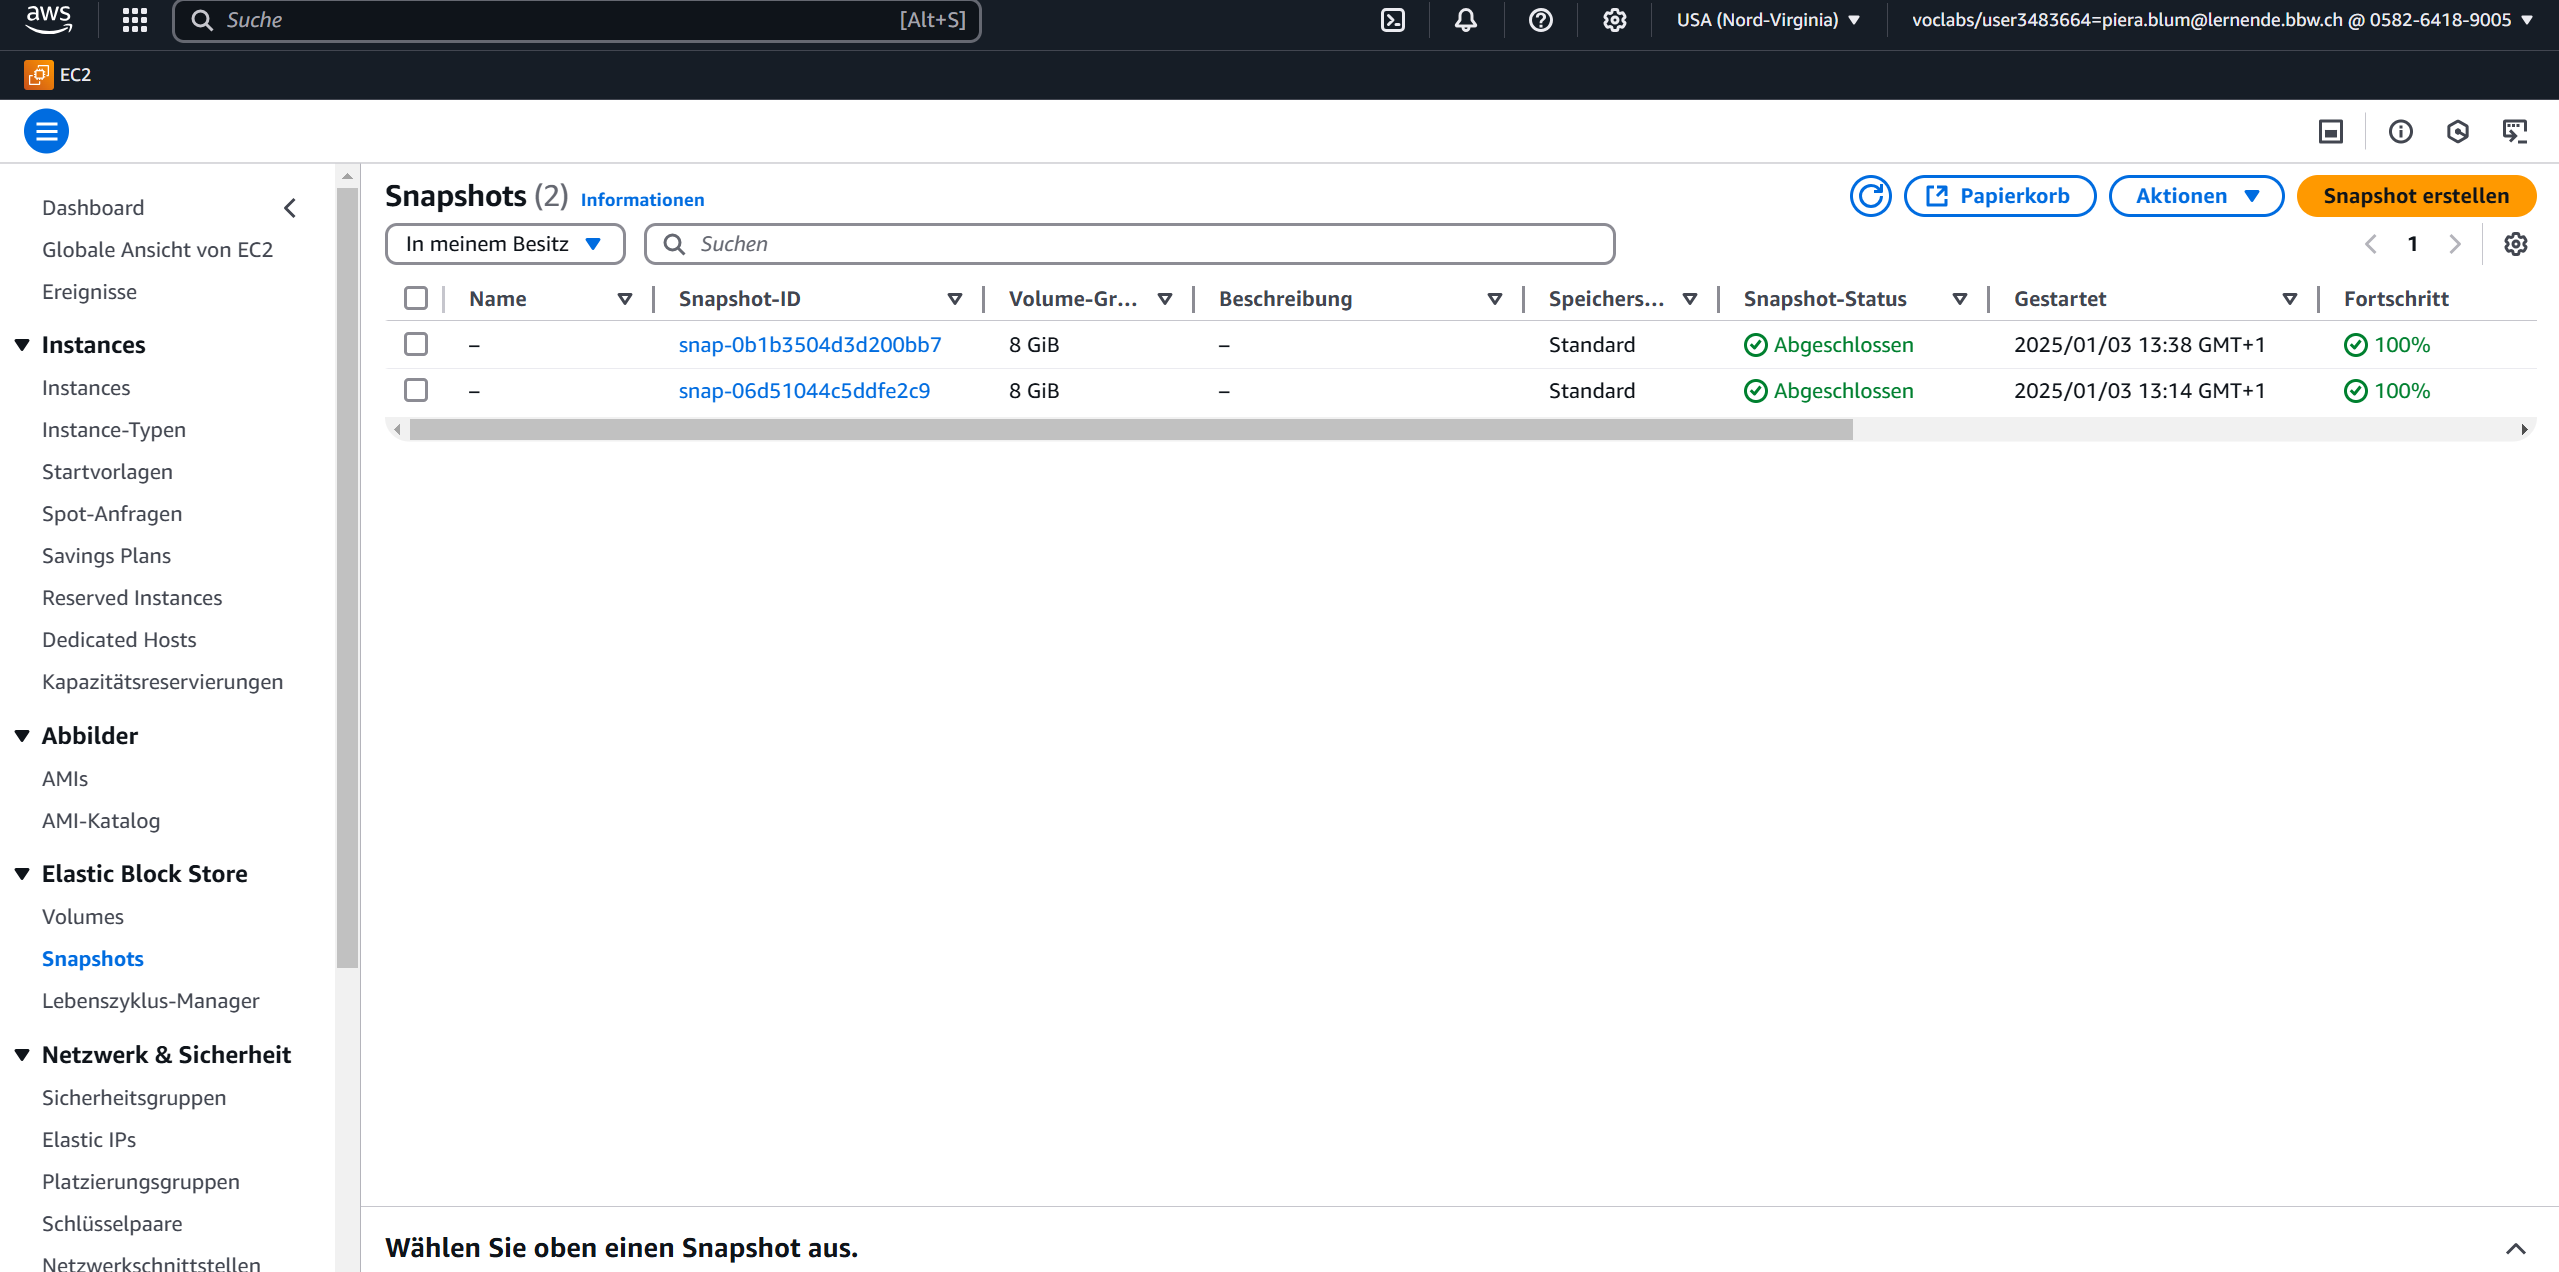 aws
Suche [Alt+S] USA (Nord-Virginia) voclabs/user3483664=piera.blum@lernende.bbw.ch @ 0582-6418-9005
EC2
Dashboard
Globale Ansicht von EC2
Ereignisse
Instances
Instances
Instance-Typen
Startvorlagen
Spot-Anfragen
Savings Plans
Reserved Instances
Dedicated Hosts
Kapazitätsreservierungen
Abbilder
AMIs
AMI-Katalog
Elastic Block Store
Volumes
Snapshots
Lebenszyklus-Manager
Netzwerk & Sicherheit
Sicherheitsgruppen
Elastic IPs
Platzierungsgruppen
Schlüsselpaare
Netzwerkschnittstellen
Snapshots (2) Informationen Papierkorb Aktionen Snapshot erstellen
In meinem Besitz Suchen 1
Name Snapshot-ID Volume-Gr... Beschreibung Speichers... Snapshot-Status Gestartet Fortschritt
– snap-0b1b3504d3d200bb7 8 GiB – Standard Abgeschlossen 2025/01/03 13:38 GMT+1 100%
– snap-06d51044c5ddfe2c9 8 GiB – Standard Abgeschlossen 2025/01/03 13:14 GMT+1 100%
Wählen Sie oben einen Snapshot aus.